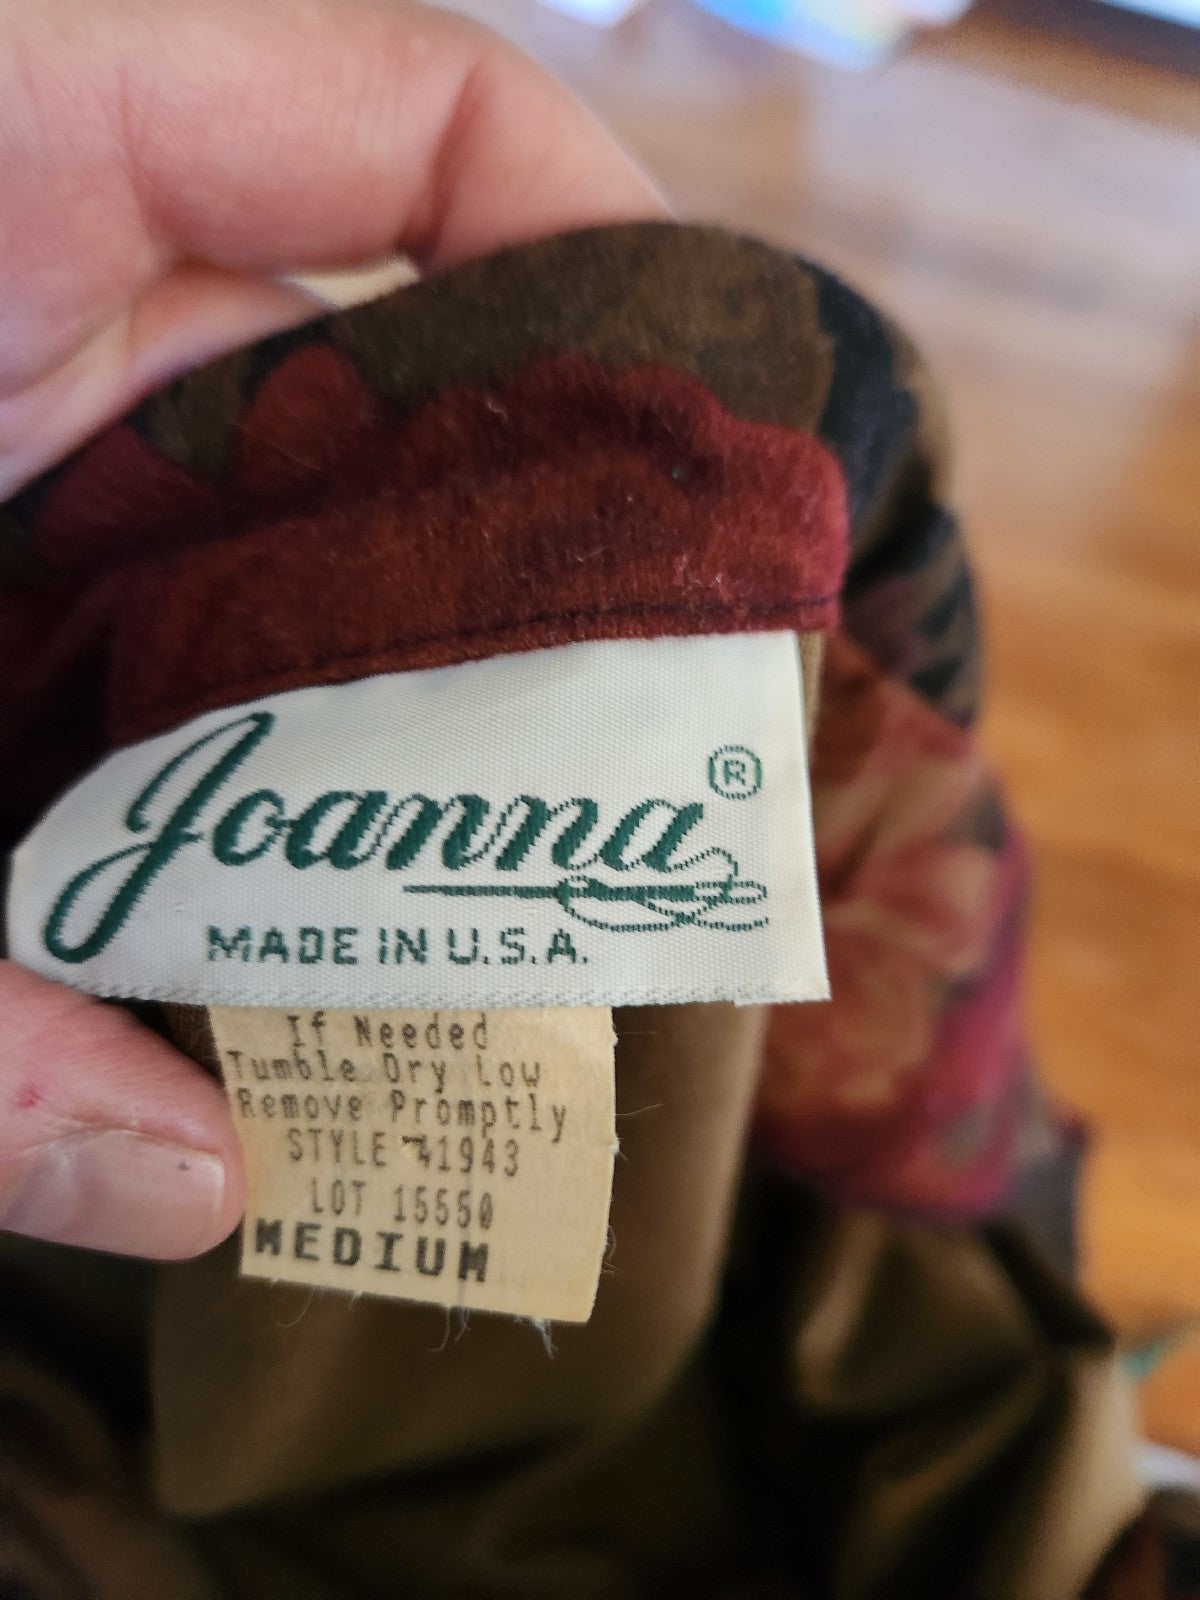 Joanna®
MADE IN U.S.A.
If Needed
Tumble Dry Low
Remove Promptly
STYLE 41943
LOT 15550
MEDIUM